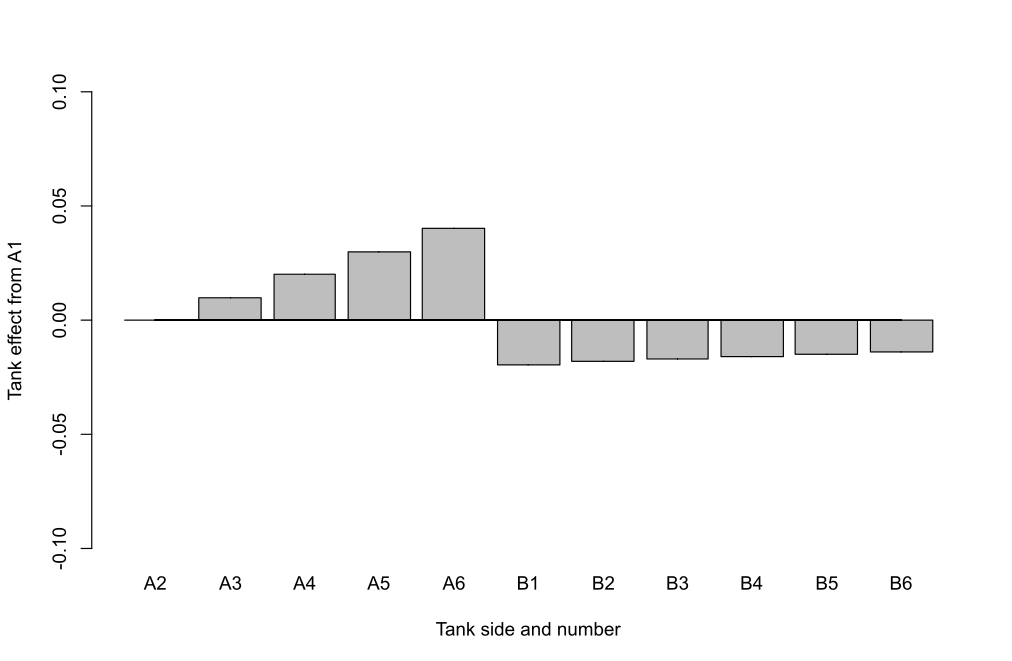 Tank effect from A1
0.10
0.05
0.00
-0.05
-0.10
A2 A3 A4 A5 A6 B1 B2 B3 B4 B5 B6
Tank side and number